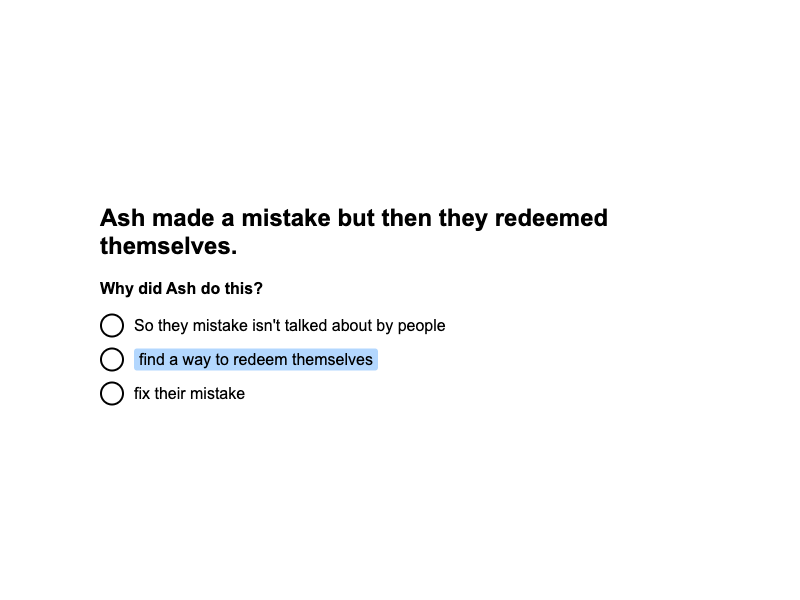 Ash made a mistake but then they redeemed
themselves.
Why did Ash do this?
So they mistake isn't talked about by people
find a way to redeem themselves
fix their mistake